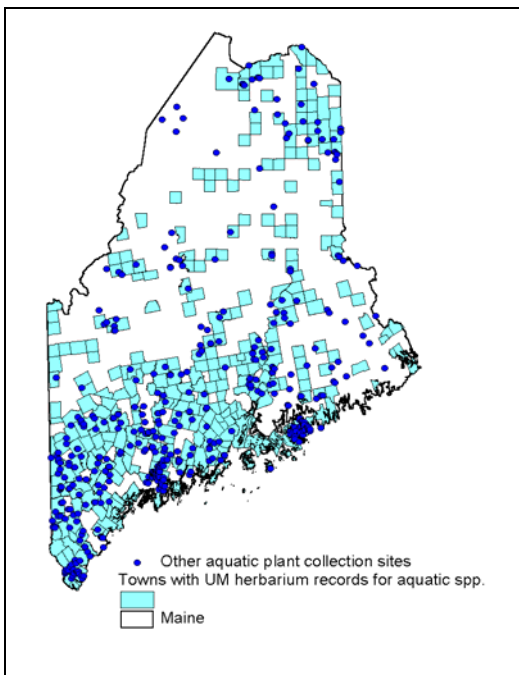 Other aquatic plant collection sites
Towns with UM herbarium records for aquatic spp.
Maine